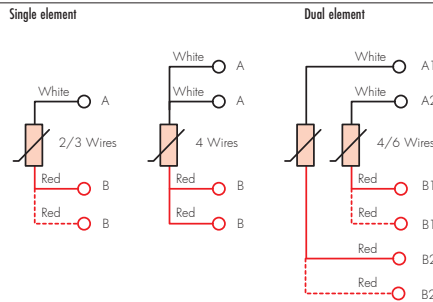 Single element
Dual element
White
A
White
A
2/3 Wires
Red
B
Red
B
White
A
4 Wires
Red
B
Red
B
White
A1
White
A2
4/6 Wires
Red
B1
Red
B1
Red
B2
Red
B2